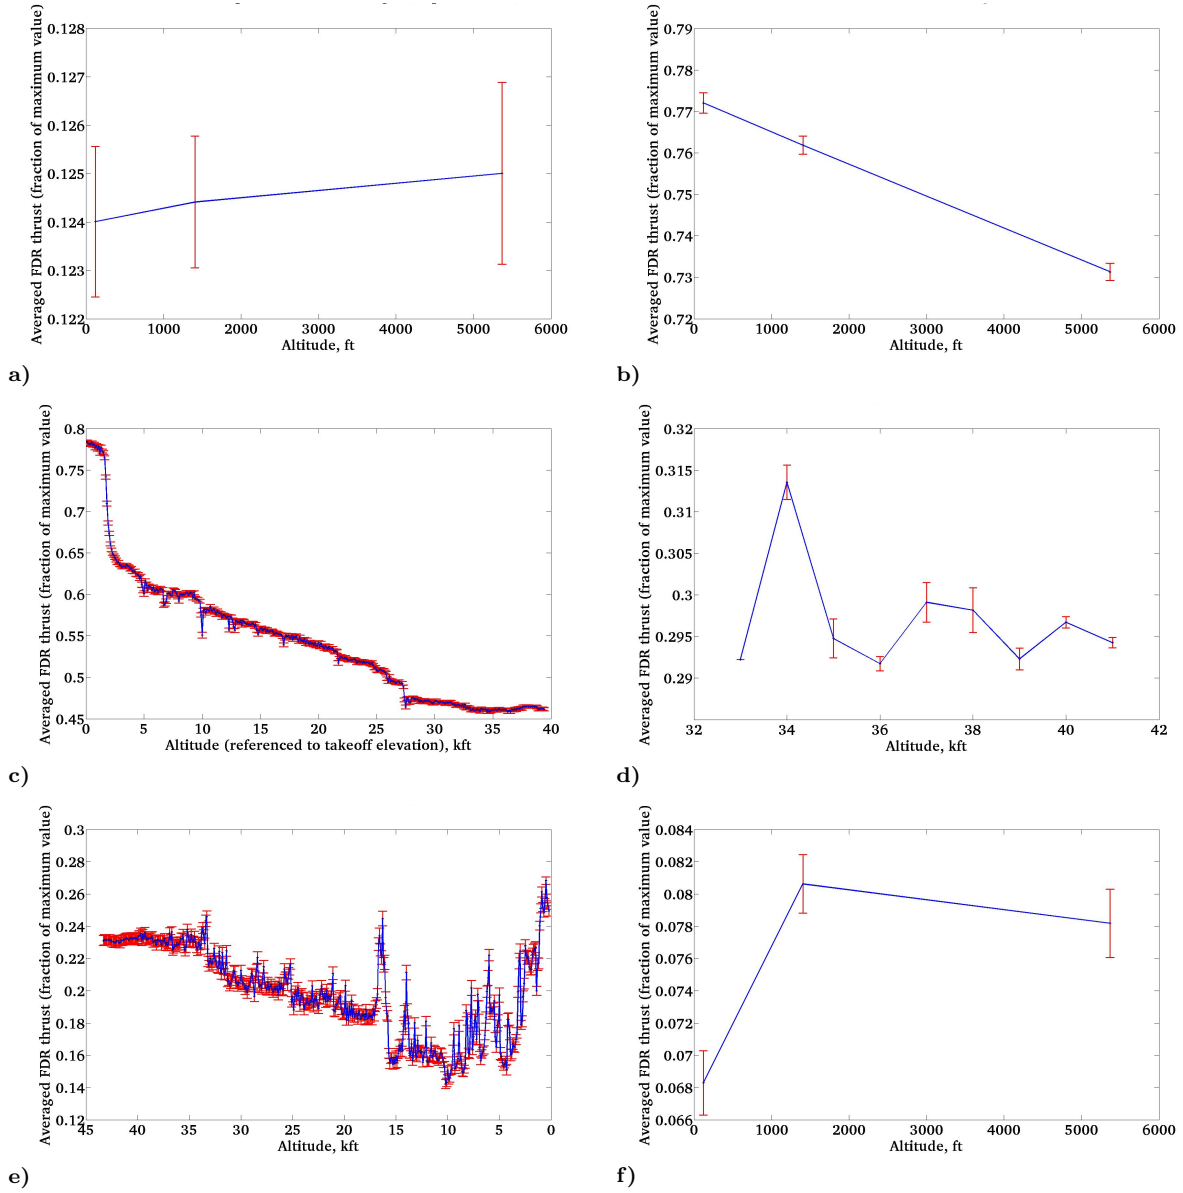 Averaged FDR thrust (fraction of maximum value)
0.128
0.127
0.126
0.125
0.124
0.123
0.122
0 1000 2000 3000 4000 5000 6000
Altitude, ft
a)
Averaged FDR thrust (fraction of maximum value)
0.79
0.78
0.77
0.76
0.75
0.74
0.73
0.72
0 1000 2000 3000 4000 5000 6000
Altitude, ft
b)
Averaged FDR thrust (fraction of maximum value)
0.8
0.75
0.7
0.65
0.6
0.55
0.5
0.45
0 5 10 15 20 25 30 35 40
Altitude (referenced to takeoff elevation), kft
c)
Averaged FDR thrust (fraction of maximum value)
0.32
0.315
0.31
0.305
0.3
0.295
0.29
32 34 36 38 40 42
Altitude, kft
d)
Averaged FDR thrust (fraction of maximum value)
0.3
0.28
0.26
0.24
0.22
0.2
0.18
0.16
0.14
0.12
45 40 35 30 25 20 15 10 5 0
Altitude, kft
e)
Averaged FDR thrust (fraction of maximum value)
0.084
0.082
0.08
0.078
0.076
0.074
0.072
0.07
0.068
0.066
0 1000 2000 3000 4000 5000 6000
Altitude, ft
f)